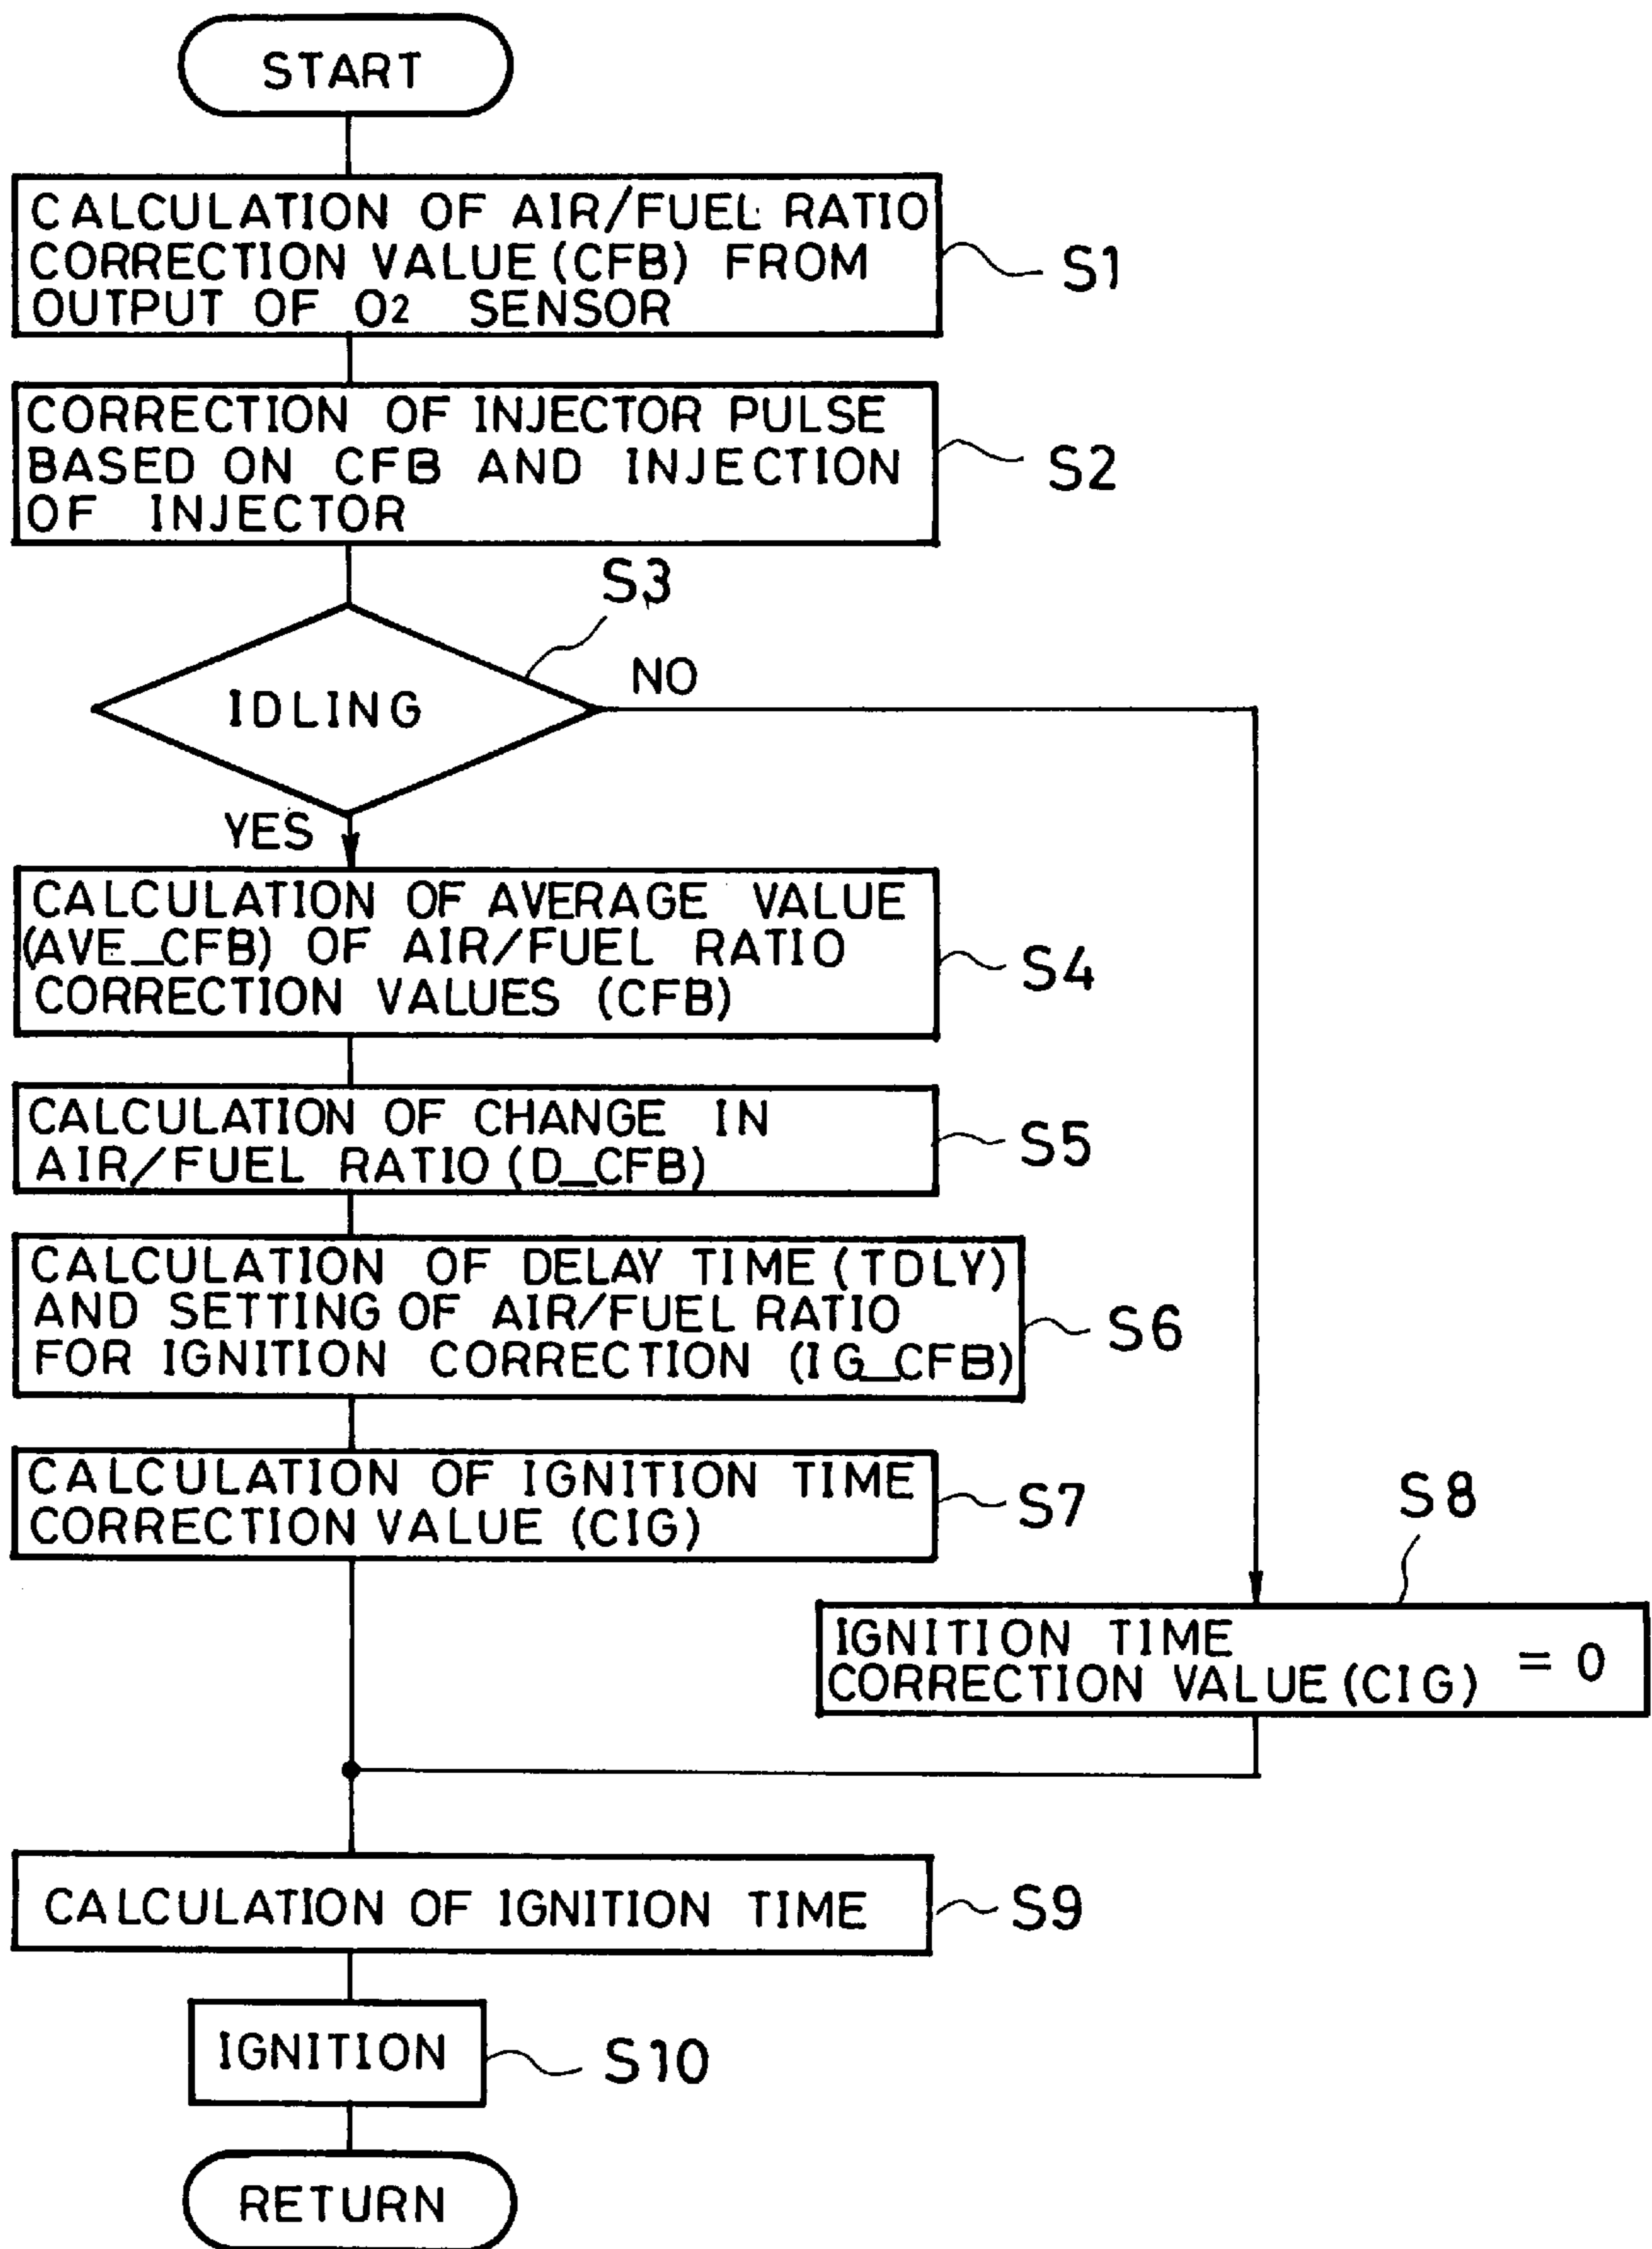 START
CALCULATION OF AIR/FUEL RATIO
CORRECTION VALUE (CFB) FROM
OUTPUT OF O2 SENSOR
S1
CORRECTION OF INJECTOR PULSE
BASED ON CFB AND INJECTION
OF INJECTOR
S2
S3
IDLING
NO
YES
CALCULATION OF AVERAGE VALUE
(AVE_CFB) OF AIR/FUEL RATIO
CORRECTION VALUES (CFB)
S4
CALCULATION OF CHANGE IN
AIR/FUEL RATIO (D_CFB)
S5
CALCULATION OF DELAY TIME (TDLY)
AND SETTING OF AIR/FUEL RATIO
FOR IGNITION CORRECTION (IG_CFB)
S6
CALCULATION OF IGNITION TIME
CORRECTION VALUE (CIG)
S7
S8
IGNITION TIME
CORRECTION VALUE (CIG) = 0
CALCULATION OF IGNITION TIME
S9
IGNITION
S10
RETURN